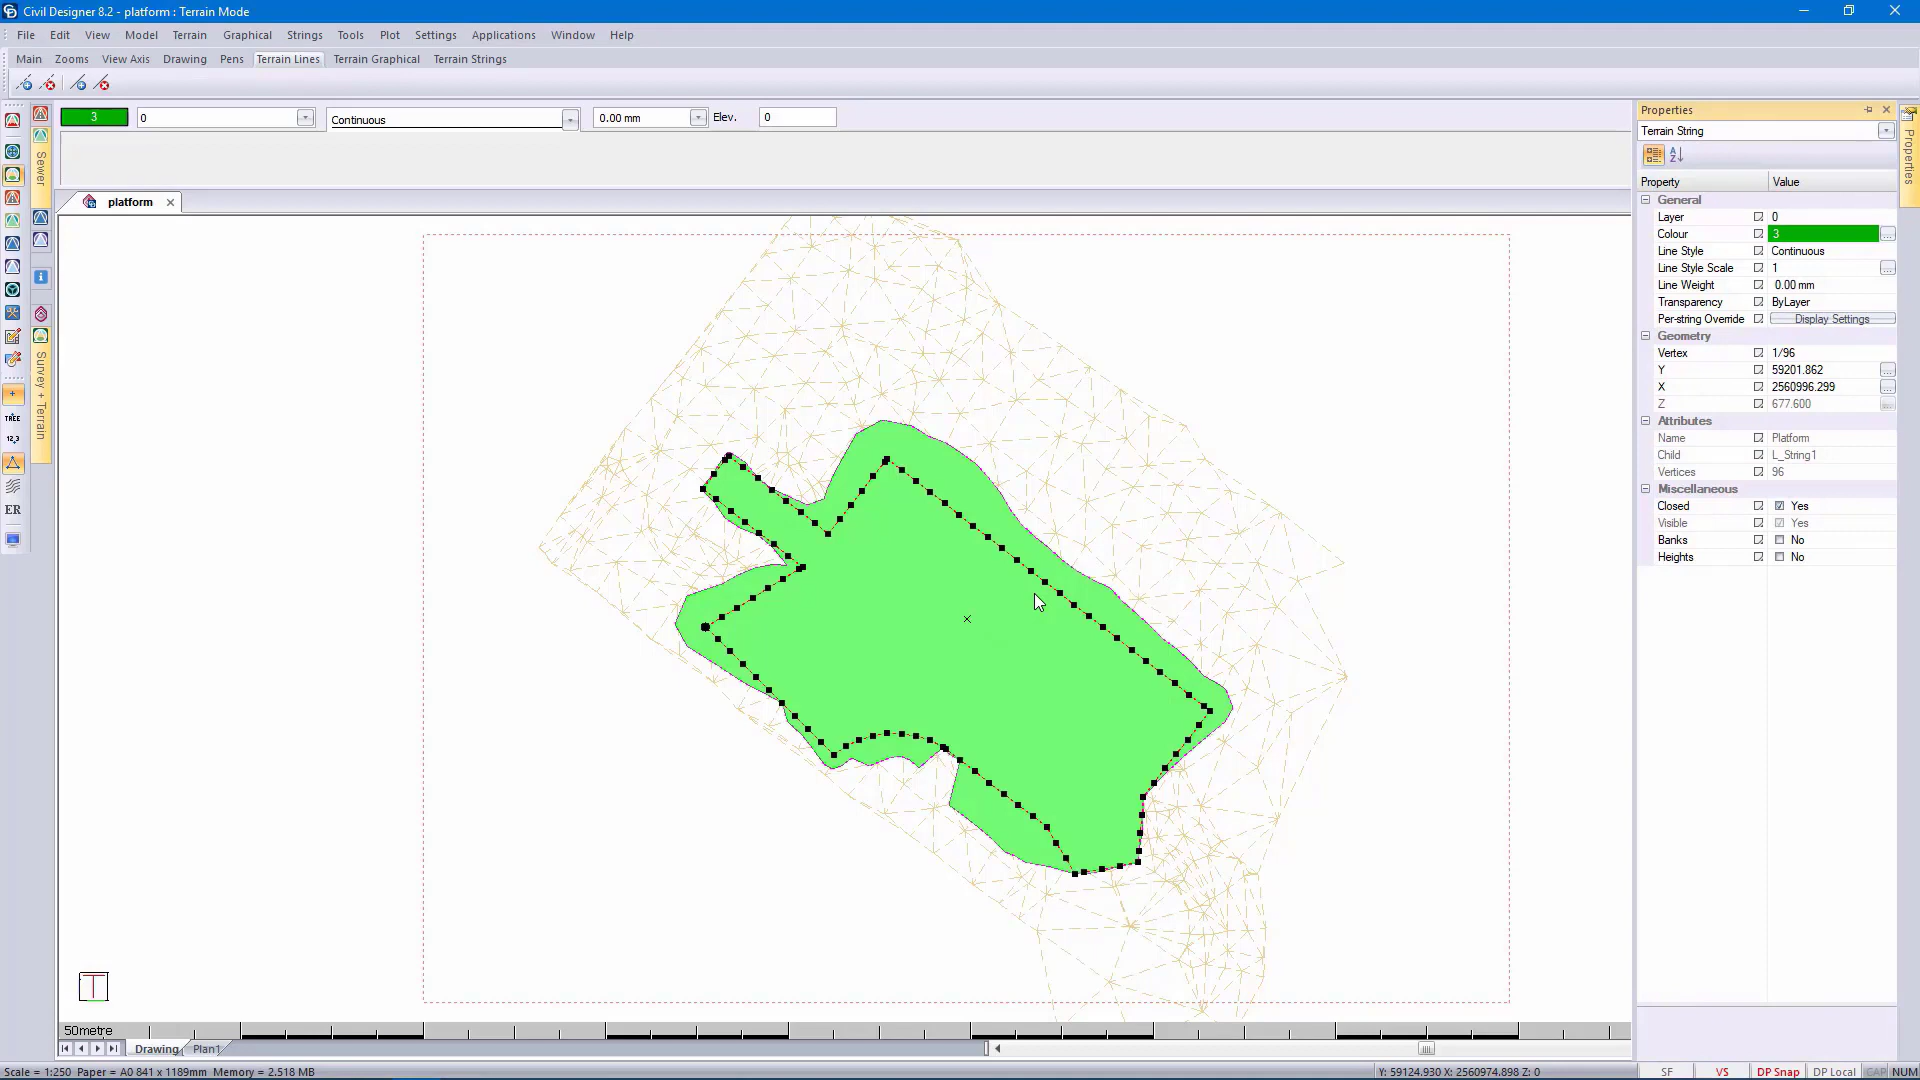 Civil Designer 8.2 - platform : Terrain Mode
File Edit View Model Terrain Graphical Strings Tools Plot Settings Applications Window Help
Main Zooms View Axis Drawing Pens Terrain Lines Terrain Graphical Terrain Strings
3 0 Continuous 0.00 mm Elev. 0
platform
Sewer
Survey + Terrain
TREE
12,3
ER
Properties
Terrain String
Property Value
General
Layer 0
Colour 3
Line Style Continuous
Line Style Scale 1
Line Weight 0.00 mm
Transparency ByLayer
Per-string Override Display Settings
Geometry
Vertex 1/96
Y 59201.862
X 2560996.299
Z 677.600
Attributes
Name Platform
Child L_String1
Vertices 96
Miscellaneous
Closed Yes
Visible Yes
Banks No
Heights No
Properties
50metre
Drawing Plan1
Scale = 1:250 Paper = A0 841 x 1189mm Memory = 2.518 MB Y: 59124.930 X: 2560974.898 Z: 0 SF VS DP Snap DP Local CAP NUM